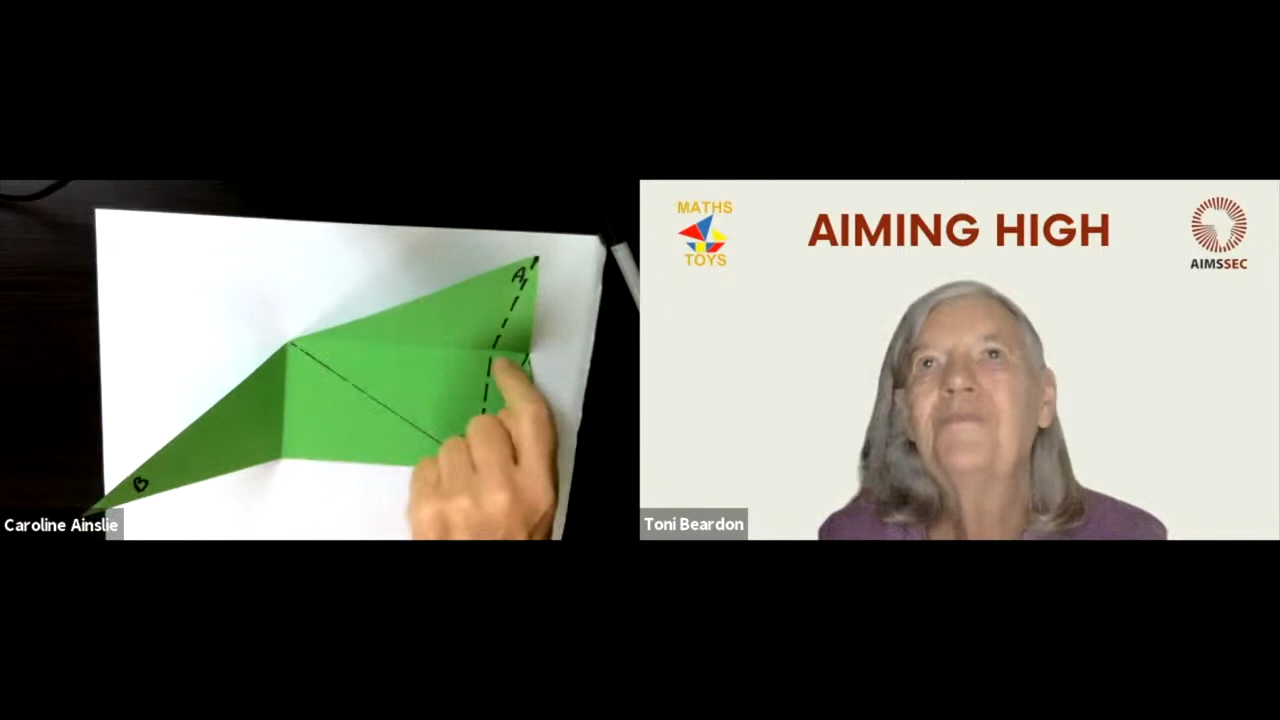 A
B
Caroline Ainslie
MATHS
TOYS
AIMING HIGH
AIMSSEC
Toni Beardon